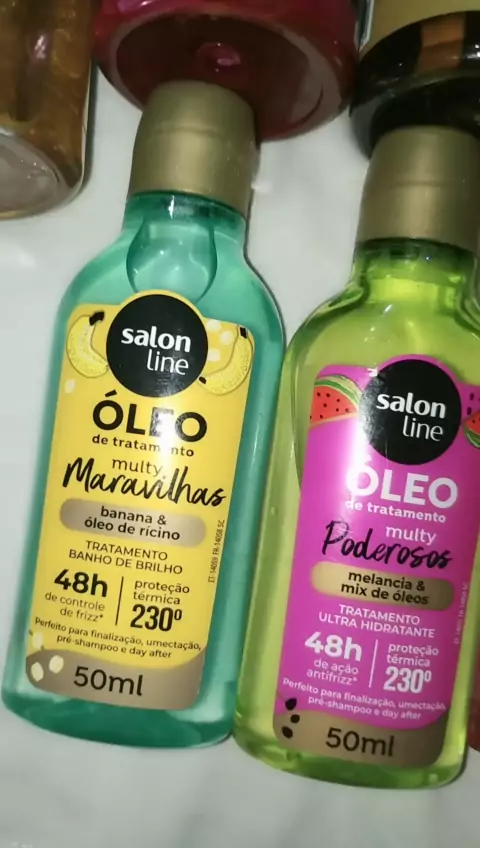 salon
line
ÓLEO
de tratamento
multy
Maravilhas
banana &
óleo de rícino
TRATAMENTO
BANHO DE BRILHO
48h
de controle
de frizz*
proteção
térmica
230º
Perfeito para finalização, umectação,
pré-shampoo e day after
50ml
salon
line
ÓLEO
de tratamento
multy
Poderosos
melancia &
mix de óleos
TRATAMENTO
ULTRA HIDRATANTE
48h
de ação
antifrizz*
proteção
térmica
230º
Perfeito para finalização, umectação,
pré-shampoo e day after
50ml